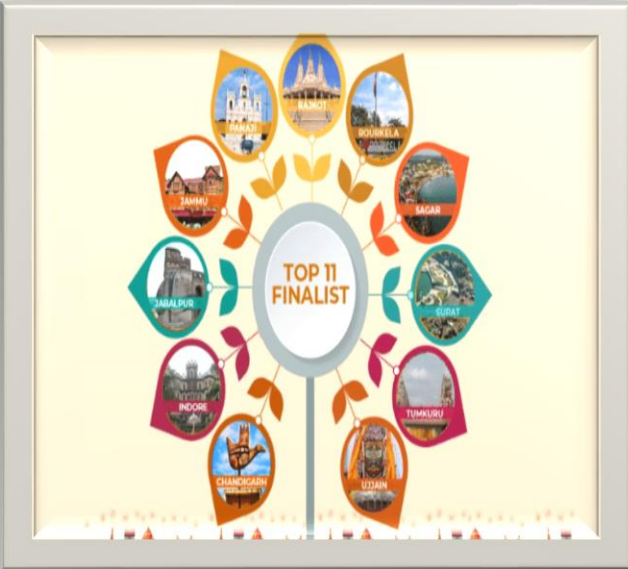 TOP 11
FINALIST
RAJKOT
ROURKELA
SAGAR
SURAT
TUMKURU
UJJAIN
CHANDIGARH
INDORE
JABALPUR
JAMMU
PANAJI